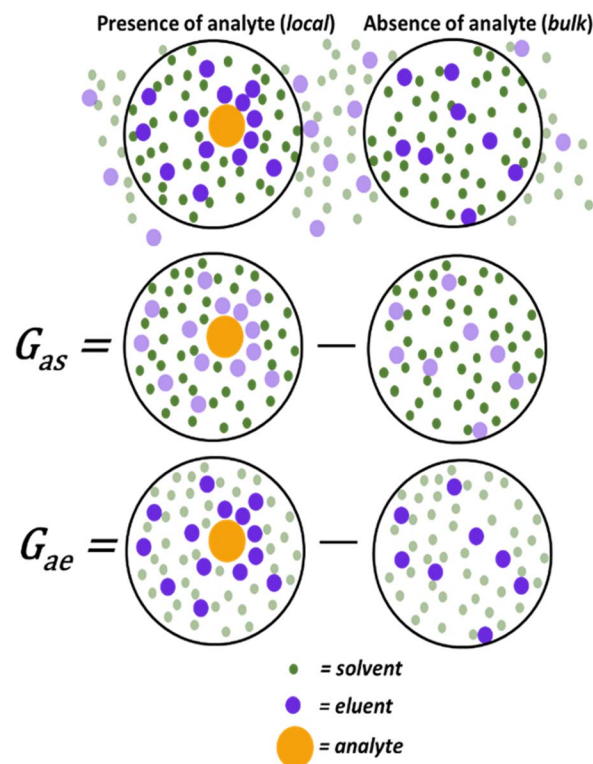 Presence of analyte (local) Absence of analyte (bulk)
Gas = −
Gae = −
= solvent
= eluent
= analyte